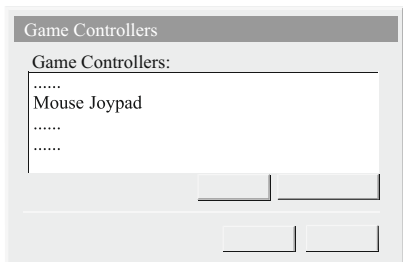 Game Controllers
Game Controllers:
......
Mouse Joypad
......
......